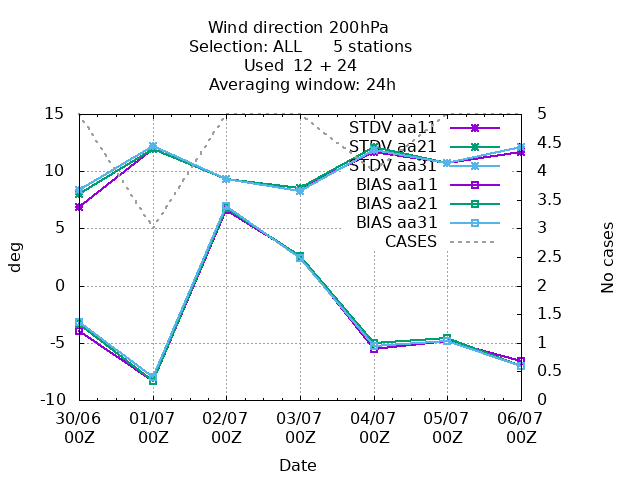 Wind direction 200hPa
Selection: ALL 5 stations
Used 12 + 24
Averaging window: 24h
15
10
5
0
-5
-10
deg
5
4.5
4
3.5
3
2.5
2
1.5
1
0.5
0
No cases
STDV aa11
STDV aa21
STDV aa31
BIAS aa11
BIAS aa21
BIAS aa31
CASES
30/06 01/07 02/07 03/07 04/07 05/07 06/07
00Z 00Z 00Z 00Z 00Z 00Z 00Z
Date